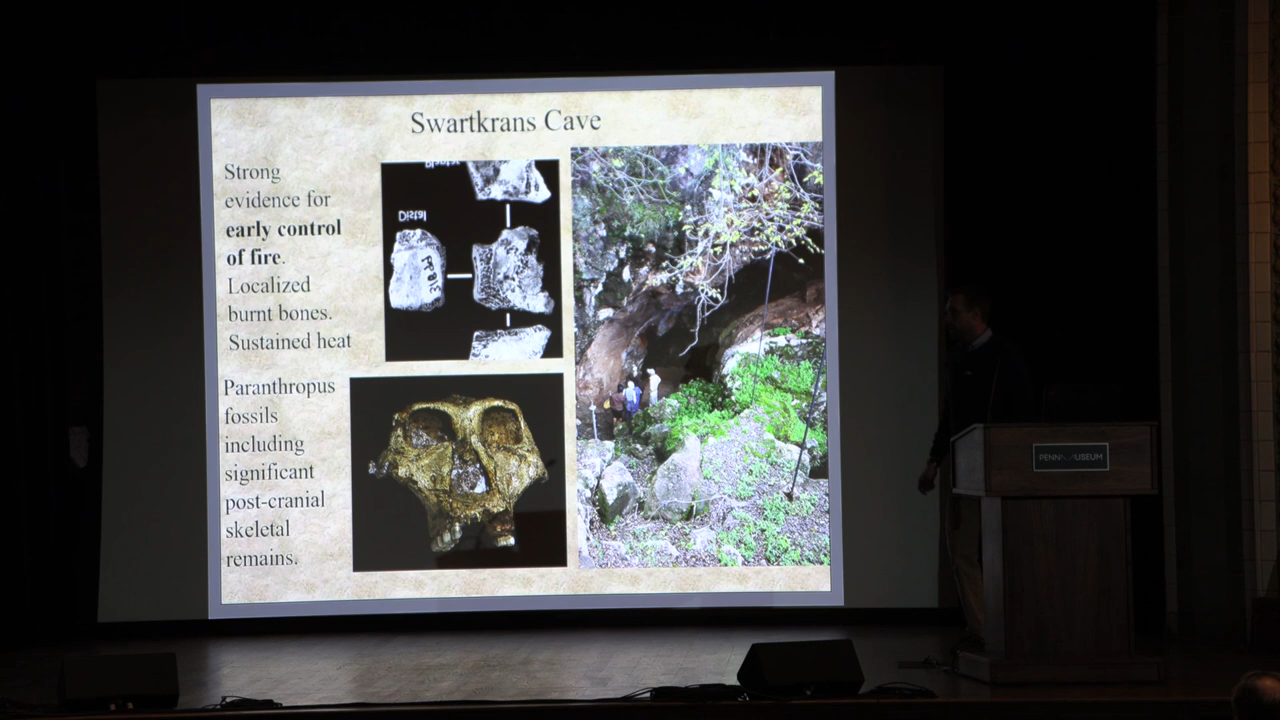 Swartkrans Cave
Strong
evidence for
early control
of fire.
Localized
burnt bones.
Sustained heat
Distal
Paranthropus
fossils
including
significant
post-cranial
skeletal
remains.
PENN MUSEUM